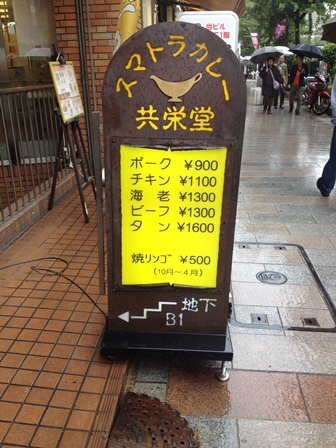 スマトラカレー
共栄堂
ポーク ¥900
チキン ¥1100
海老 ¥1300
ビーフ ¥1300
タン ¥1600
焼リンゴ ¥500
(10月～4月)
地下
B1